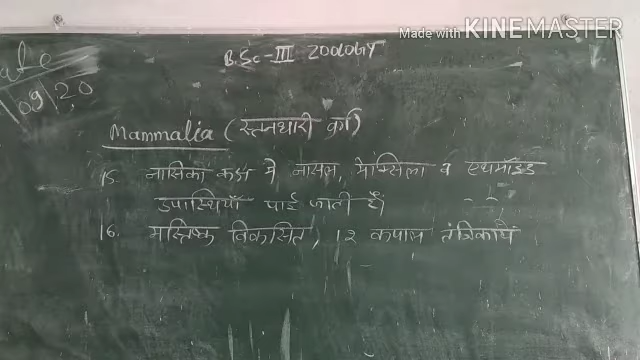 Made with KINEMASTER
B.Sc-III ZOOLOGY
09/20
Mammalia (स्तनधारी वर्ग)
15. नासिका कक्ष में नासल, मेक्सिला व एथमॉइड
उपास्थियाँ पाई जाती हैं।
16. मस्तिष्क विकसित, 12 कपाल तंत्रिकायें